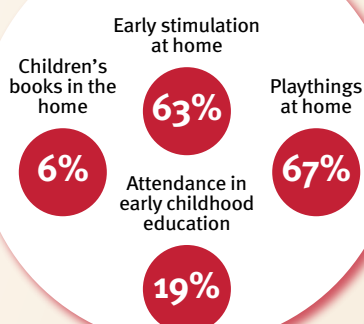 Early stimulation
at home
63%
Children's
books in the
home
6%
Playthings
at home
67%
Attendance in
early childhood
education
19%